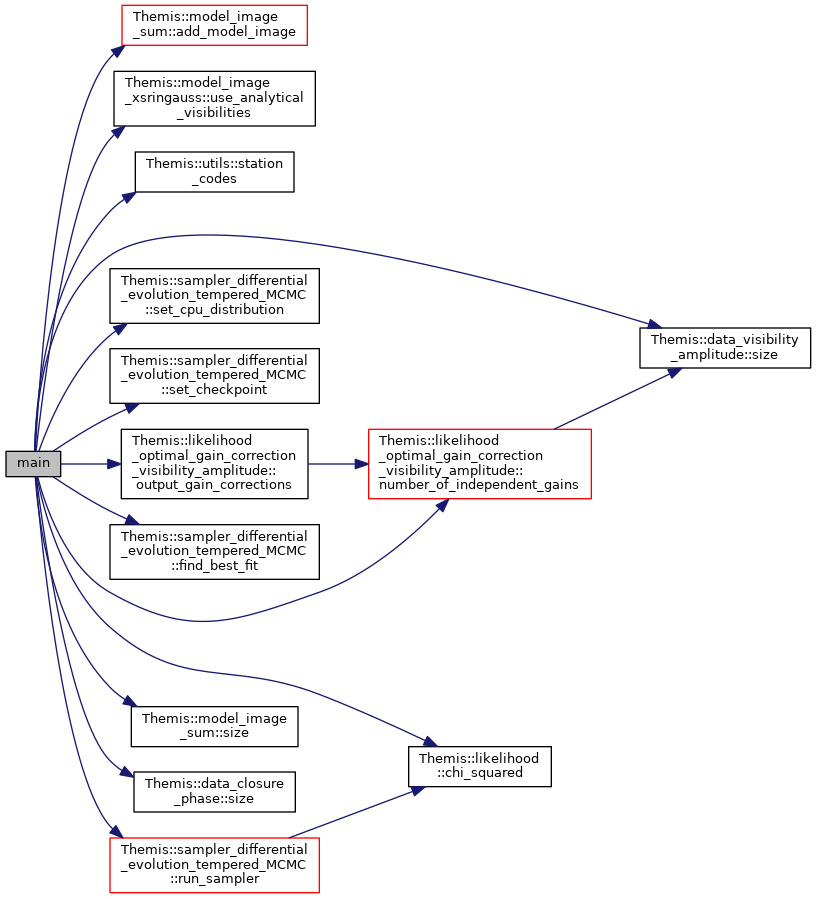 Themis::model_image
_sum::add_model_image
Themis::model_image
_xsringauss::use_analytical
_visibilities
Themis::utils::station
_codes
Themis::sampler_differential
_evolution_tempered_MCMC
::set_cpu_distribution
Themis::data_visibility
_amplitude::size
Themis::sampler_differential
_evolution_tempered_MCMC
::set_checkpoint
main
Themis::likelihood
_optimal_gain_correction
_visibility_amplitude::
output_gain_corrections
Themis::likelihood
_optimal_gain_correction
_visibility_amplitude::
number_of_independent_gains
Themis::sampler_differential
_evolution_tempered_MCMC
::find_best_fit
Themis::model_image
_sum::size
Themis::likelihood
::chi_squared
Themis::data_closure
_phase::size
Themis::sampler_differential
_evolution_tempered_MCMC
::run_sampler